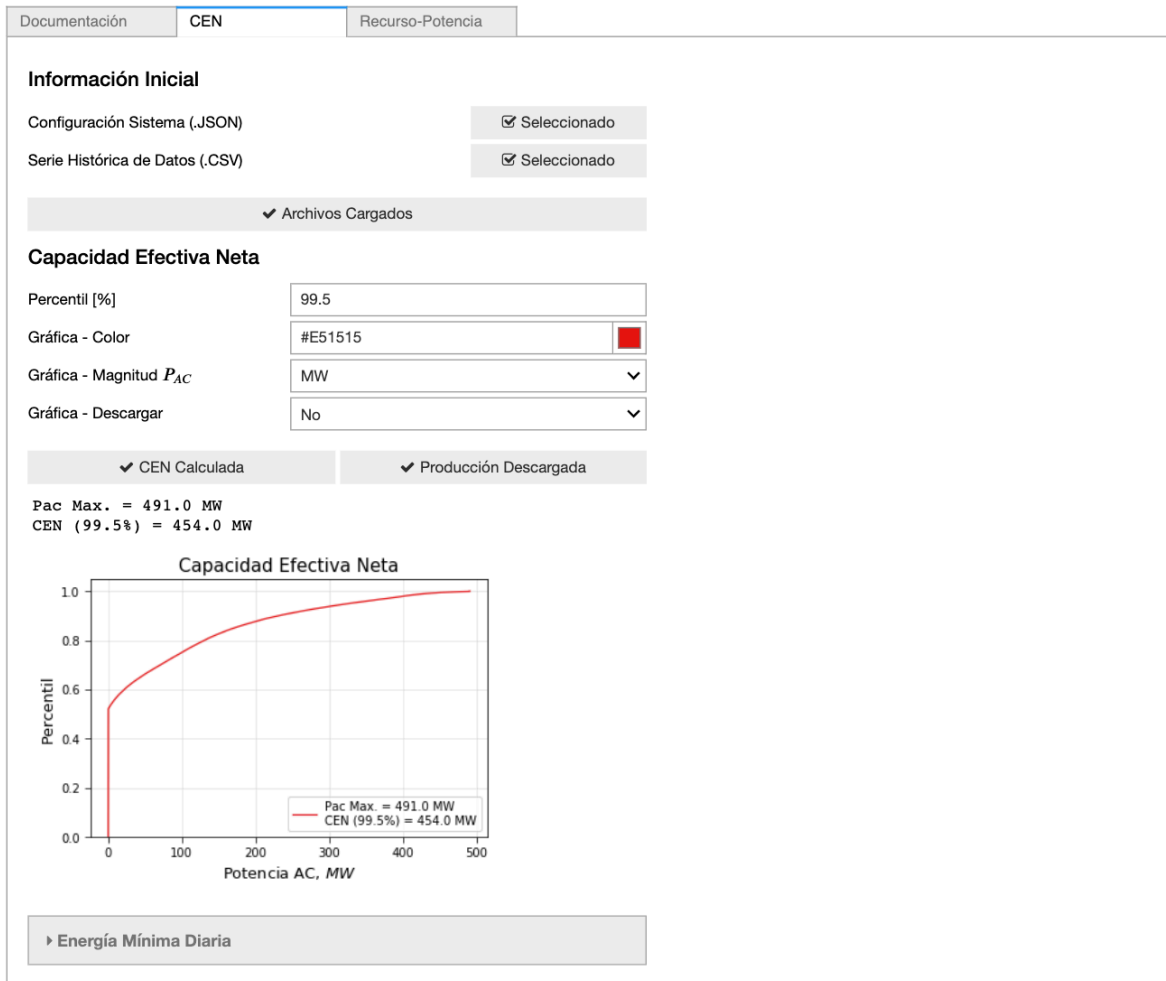 Documentación
CEN
Recurso-Potencia
Información Inicial
Configuración Sistema (.JSON)
Seleccionado
Serie Histórica de Datos (.CSV)
Seleccionado
Archivos Cargados
Capacidad Efectiva Neta
Percentil [%]
99.5
Gráfica - Color
#E51515
Gráfica - Magnitud P_AC
MW
Gráfica - Descargar
No
CEN Calculada
Producción Descargada
Pac Max. = 491.0 MW
CEN (99.5%) = 454.0 MW
Capacidad Efectiva Neta
1.0
0.8
0.6
0.4
0.2
0.0
Percentil
Pac Max. = 491.0 MW
CEN (99.5%) = 454.0 MW
0 100 200 300 400 500
Potencia AC, MW
Energía Mínima Diaria